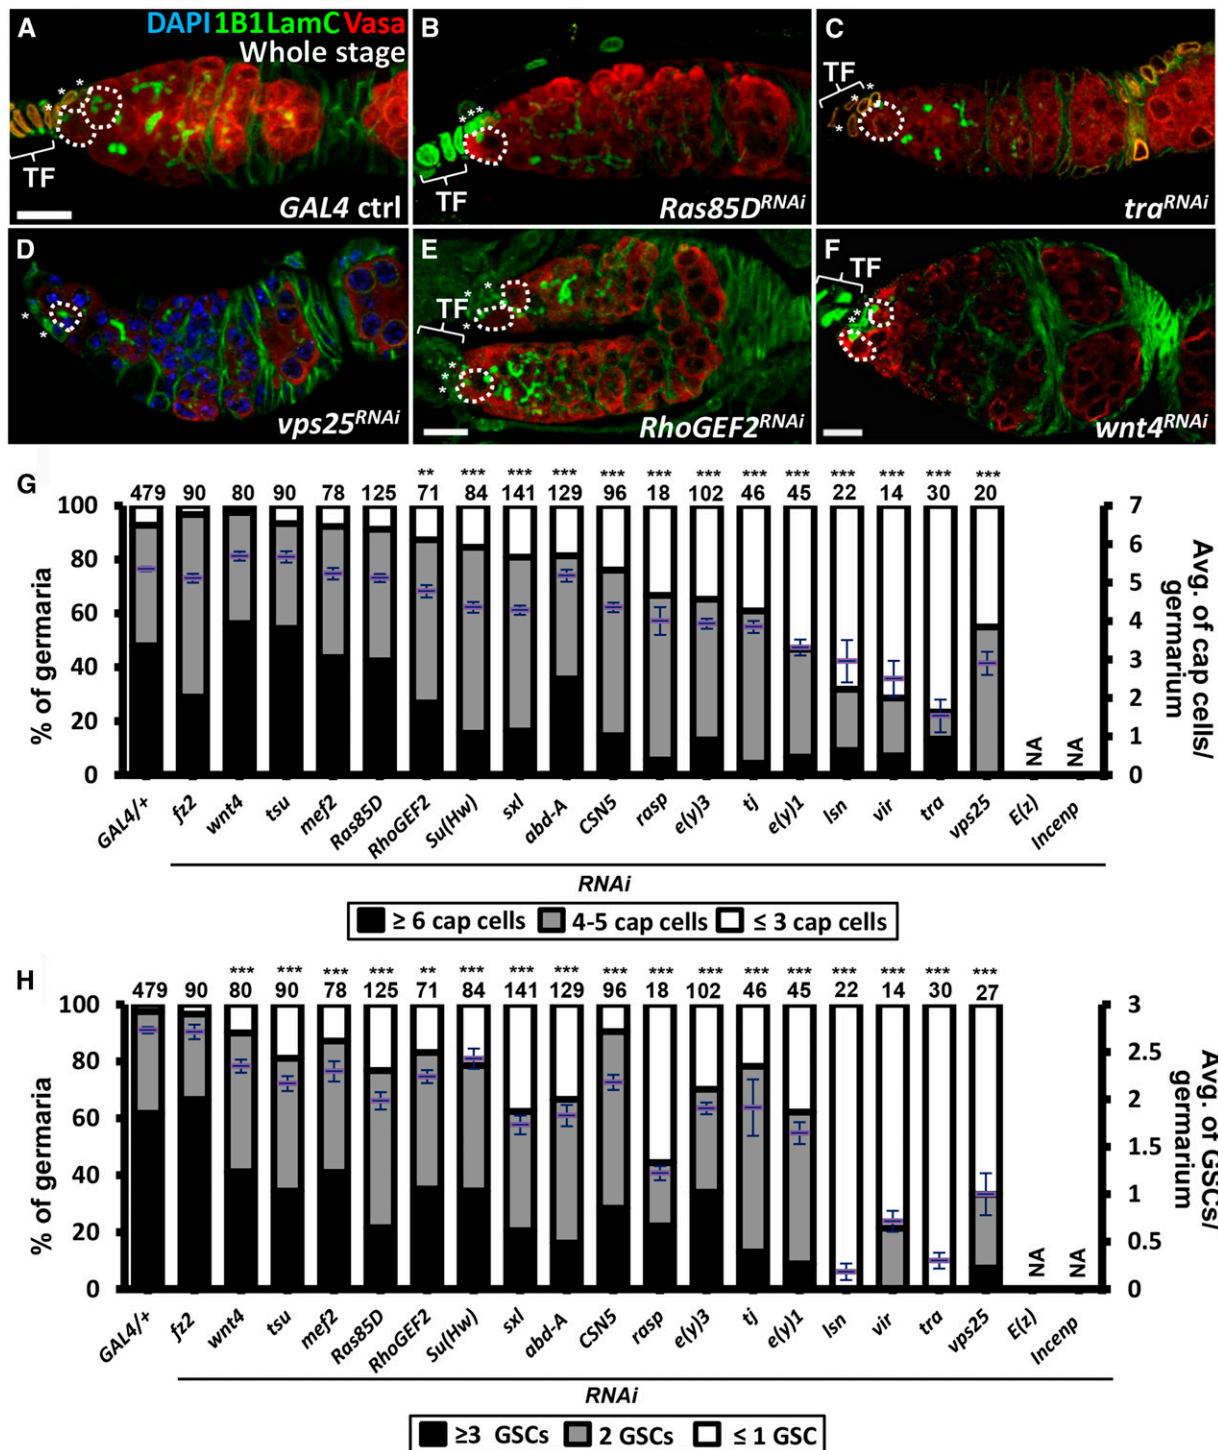 A
DAPI 1B1 LamC Vasa
Whole stage
TF
GAL4 ctrl
B
TF
Ras85D^RNAi
C
TF
tra^RNAi
D
vps25^RNAi
E
TF
RhoGEF2^RNAi
F
TF
wnt4^RNAi
G
** *** *** *** *** *** *** *** *** *** *** *** ***
479 90 80 90 78 125 71 84 141 129 96 18 102 46 45 22 14 30 20
% of germaria
100
80
60
40
20
0
7
6
5
4
3
2
1
0
Avg. of cap cells/
germarium
NA NA
GAL4/+ fz2 wnt4 tsu mef2 Ras85D RhoGEF2 Su(Hw) sxl abd-A CSN5 rasp e(y)3 tj e(y)1 lsn vir tra vps25 E(z) Incenp
RNAi
≥ 6 cap cells 4-5 cap cells ≤ 3 cap cells
H
*** *** *** *** ** *** *** *** *** *** *** *** *** *** *** *** ***
479 90 80 90 78 125 71 84 141 129 96 18 102 46 45 22 14 30 27
% of germaria
100
80
60
40
20
0
3
2.5
2
1.5
1
0.5
0
Avg. of GSCs/
germarium
NA NA
GAL4/+ fz2 wnt4 tsu mef2 Ras85D RhoGEF2 Su(Hw) sxl abd-A CSN5 rasp e(y)3 tj e(y)1 lsn vir tra vps25 E(z) Incenp
RNAi
≥3 GSCs 2 GSCs ≤ 1 GSC